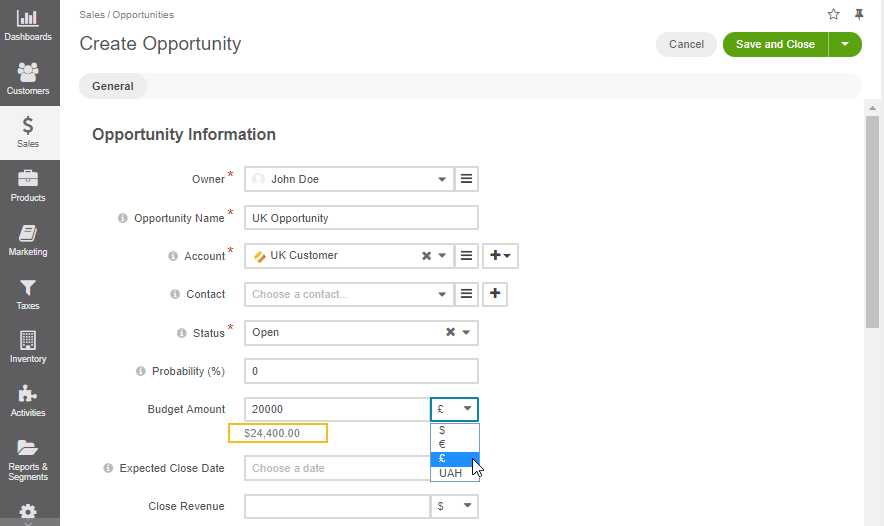 Dashboards
Customers
$
Sales
Products
Marketing
Taxes
Inventory
Activities
Reports &
Segments
Sales / Opportunities
Create Opportunity
Cancel
Save and Close
General
Opportunity Information
Owner*
John Doe
Opportunity Name*
UK Opportunity
Account*
UK Customer
Contact
Choose a contact...
Status*
Open
Probability (%)
0
Budget Amount
20000
£
$24,400.00
$
€
£
UAH
Expected Close Date
Choose a date
Close Revenue
$